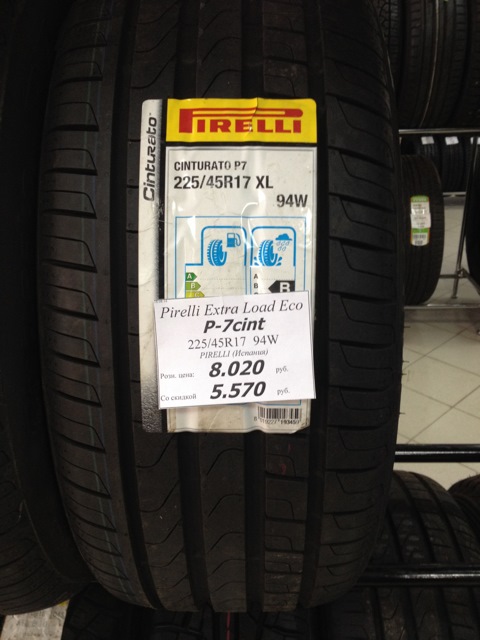 Cinturato
PIRELLI
CINTURATO P7
225/45R17 XL
94W
A
B
A
B
Pirelli Extra Load Eco
P-7cint
225/45R17 94W
PIRELLI (Испания)
Розн. цена: 8.020 руб.
Со скидкой 5.570 руб.